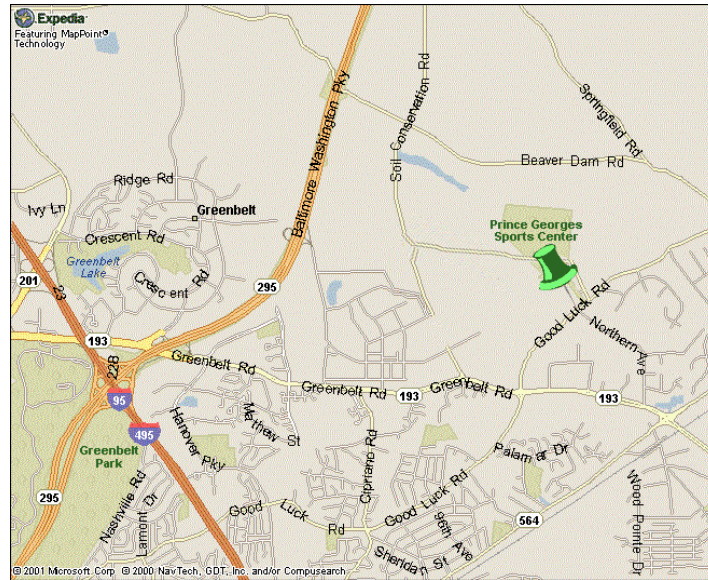 Expedia
Featuring MapPoint®
Technology
Baltimore Washington Pky
Soil Conservation Rd
Springfield Rd
Beaver Dam Rd
Ridge Rd
Ivy Ln
Greenbelt
Prince Georges
Sports Center
Crescent Rd
Greenbelt
Lake
Crescent Rd
201
23
295
Good Luck Rd
Northern Ave
193
22B
Greenbelt Rd
Greenbelt Rd
193
Greenbelt Rd
193
95
Hanover Pky
Mathew St
495
Greenbelt
Park
Cipriano Rd
Palamar Dr
295
Nashville Rd
Lamont Dr
Good Luck Rd
Good Luck Rd
96th Ave
564
Wood Pointe Dr
Sheridan St
© 2001 Microsoft Corp © 2000 NavTech, GDT, Inc. and/or Compusearch